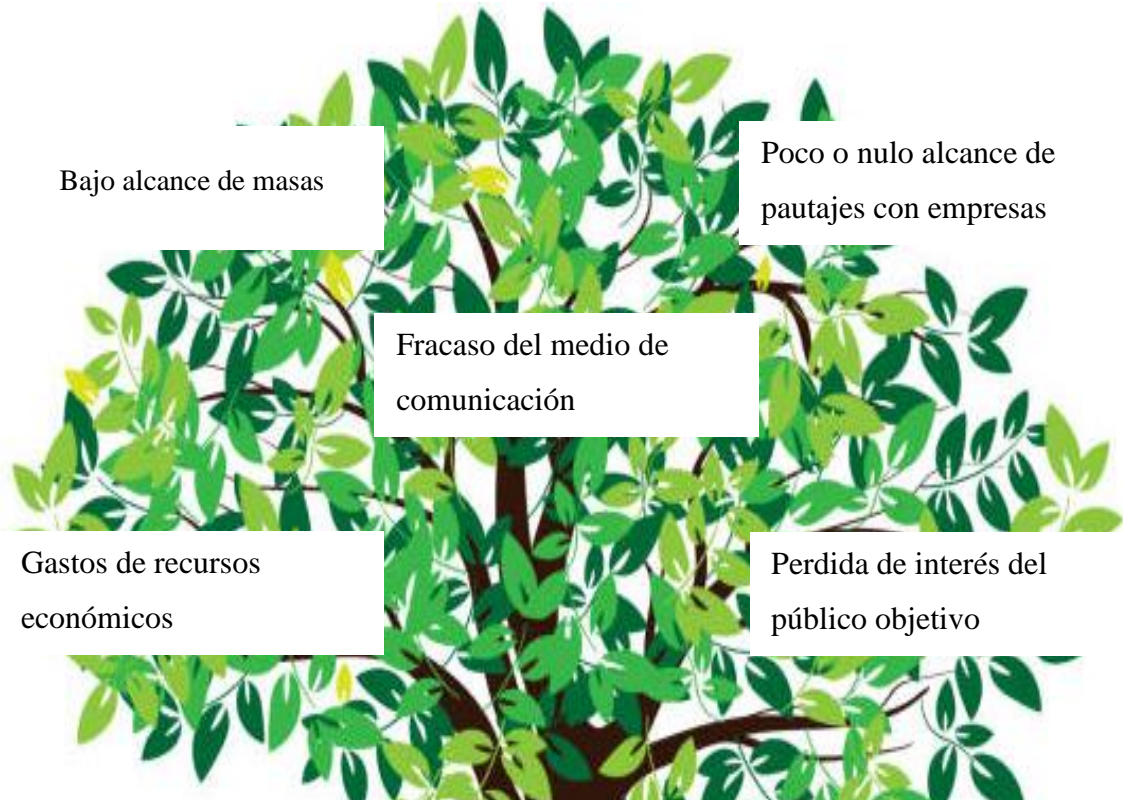 Bajo alcance de masas
Poco o nulo alcance de
pautajes con empresas
Fracaso del medio de
comunicación
Gastos de recursos
económicos
Perdida de interés del
público objetivo